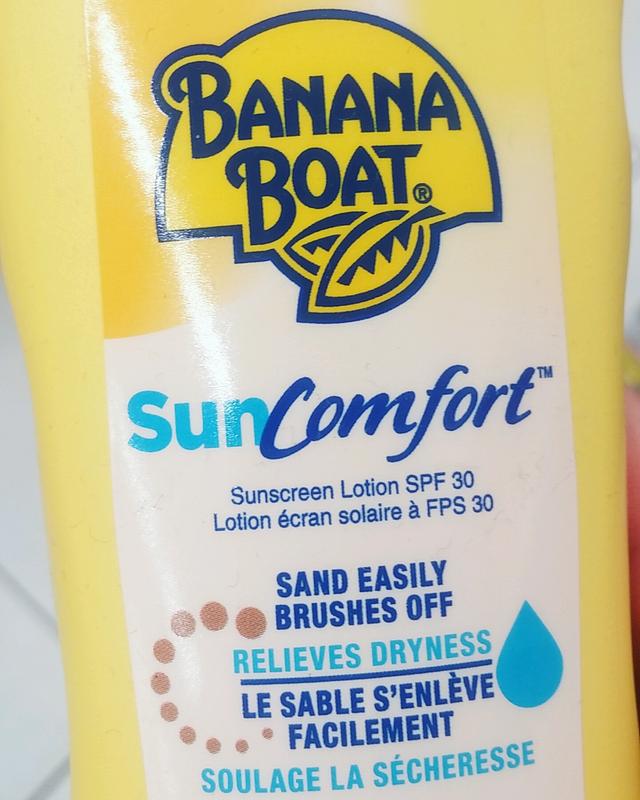 BANANA
BOAT®
SunComfort™
Sunscreen Lotion SPF 30
Lotion écran solaire à FPS 30
SAND EASILY
BRUSHES OFF
RELIEVES DRYNESS
LE SABLE S'ENLÈVE
FACILEMENT
SOULAGE LA SÉCHERESSE